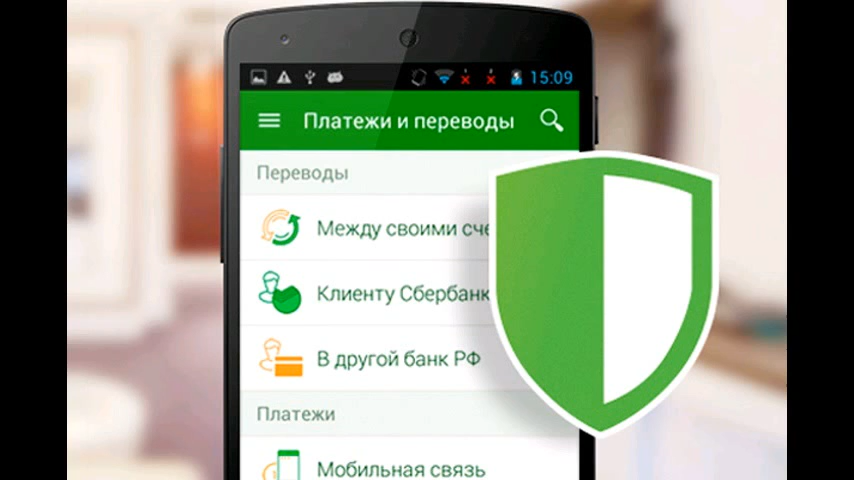 15:09
Платежи и переводы
Переводы
Между своими сче
Клиенту Сбербанк
В другой банк РФ
Платежи
Мобильная связь